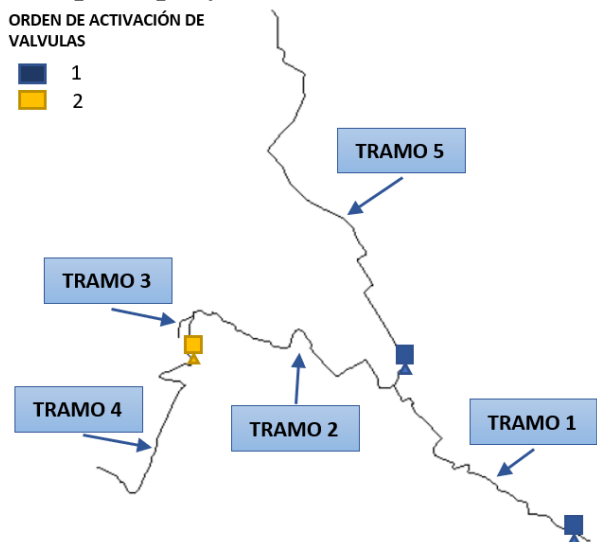 ORDEN DE ACTIVACIÓN DE
VALVULAS
1
2
TRAMO 5
TRAMO 3
TRAMO 4
TRAMO 2
TRAMO 1